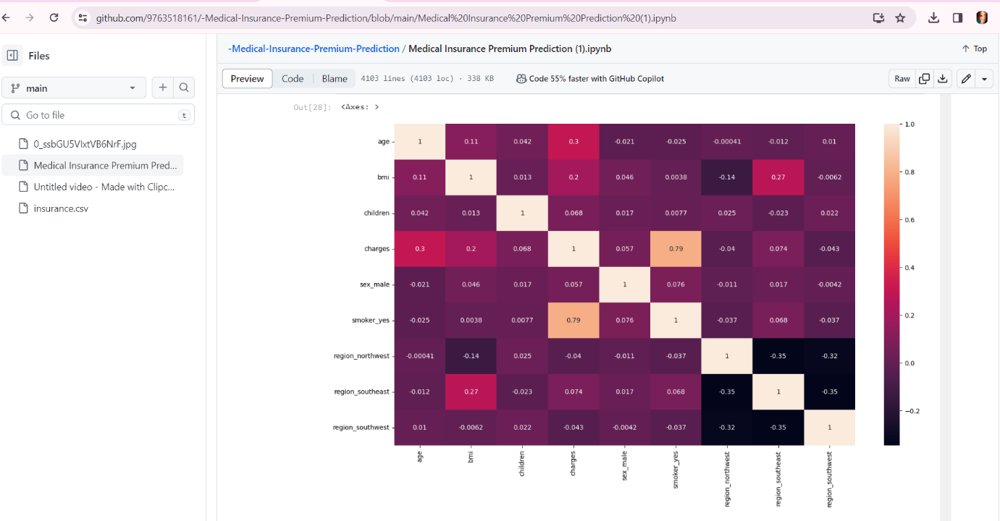 github.com/9763518161/-Medical-Insurance-Premium-Prediction/blob/main/Medical%20Insurance%20Premium%20Prediction%20(1).ipynb
Files
main
Go to file
t
0_ssbGU5VlxtVB6NrF.jpg
Medical Insurance Premium Pred...
Untitled video - Made with Clipc...
insurance.csv
-Medical-Insurance-Premium-Prediction / Medical Insurance Premium Prediction (1).ipynb
Top
Preview Code Blame 4103 lines (4103 loc) · 338 KB Code 55% faster with GitHub Copilot Raw
Out[28]: <Axes: >
age 1 0.11 0.042 0.3 -0.021 -0.025 -0.00041 -0.012 0.01
bmi 0.11 1 0.013 0.2 0.046 0.0038 -0.14 0.27 -0.0062
children 0.042 0.013 1 0.068 0.017 0.0077 0.025 -0.023 0.022
charges 0.3 0.2 0.068 1 0.057 0.79 -0.04 0.074 -0.043
sex_male -0.021 0.046 0.017 0.057 1 0.076 -0.011 0.017 -0.0042
smoker_yes -0.025 0.0038 0.0077 0.79 0.076 1 -0.037 0.068 -0.037
region_northwest -0.00041 -0.14 0.025 -0.04 -0.011 -0.037 1 -0.35 -0.32
region_southeast -0.012 0.27 -0.023 0.074 0.017 0.068 -0.35 1 -0.35
region_southwest 0.01 -0.0062 0.022 -0.043 -0.0042 -0.037 -0.32 -0.35 1
age
bmi
children
charges
sex_male
smoker_yes
region_northwest
region_southeast
region_southwest
1.0
0.8
0.6
0.4
0.2
0.0
−0.2